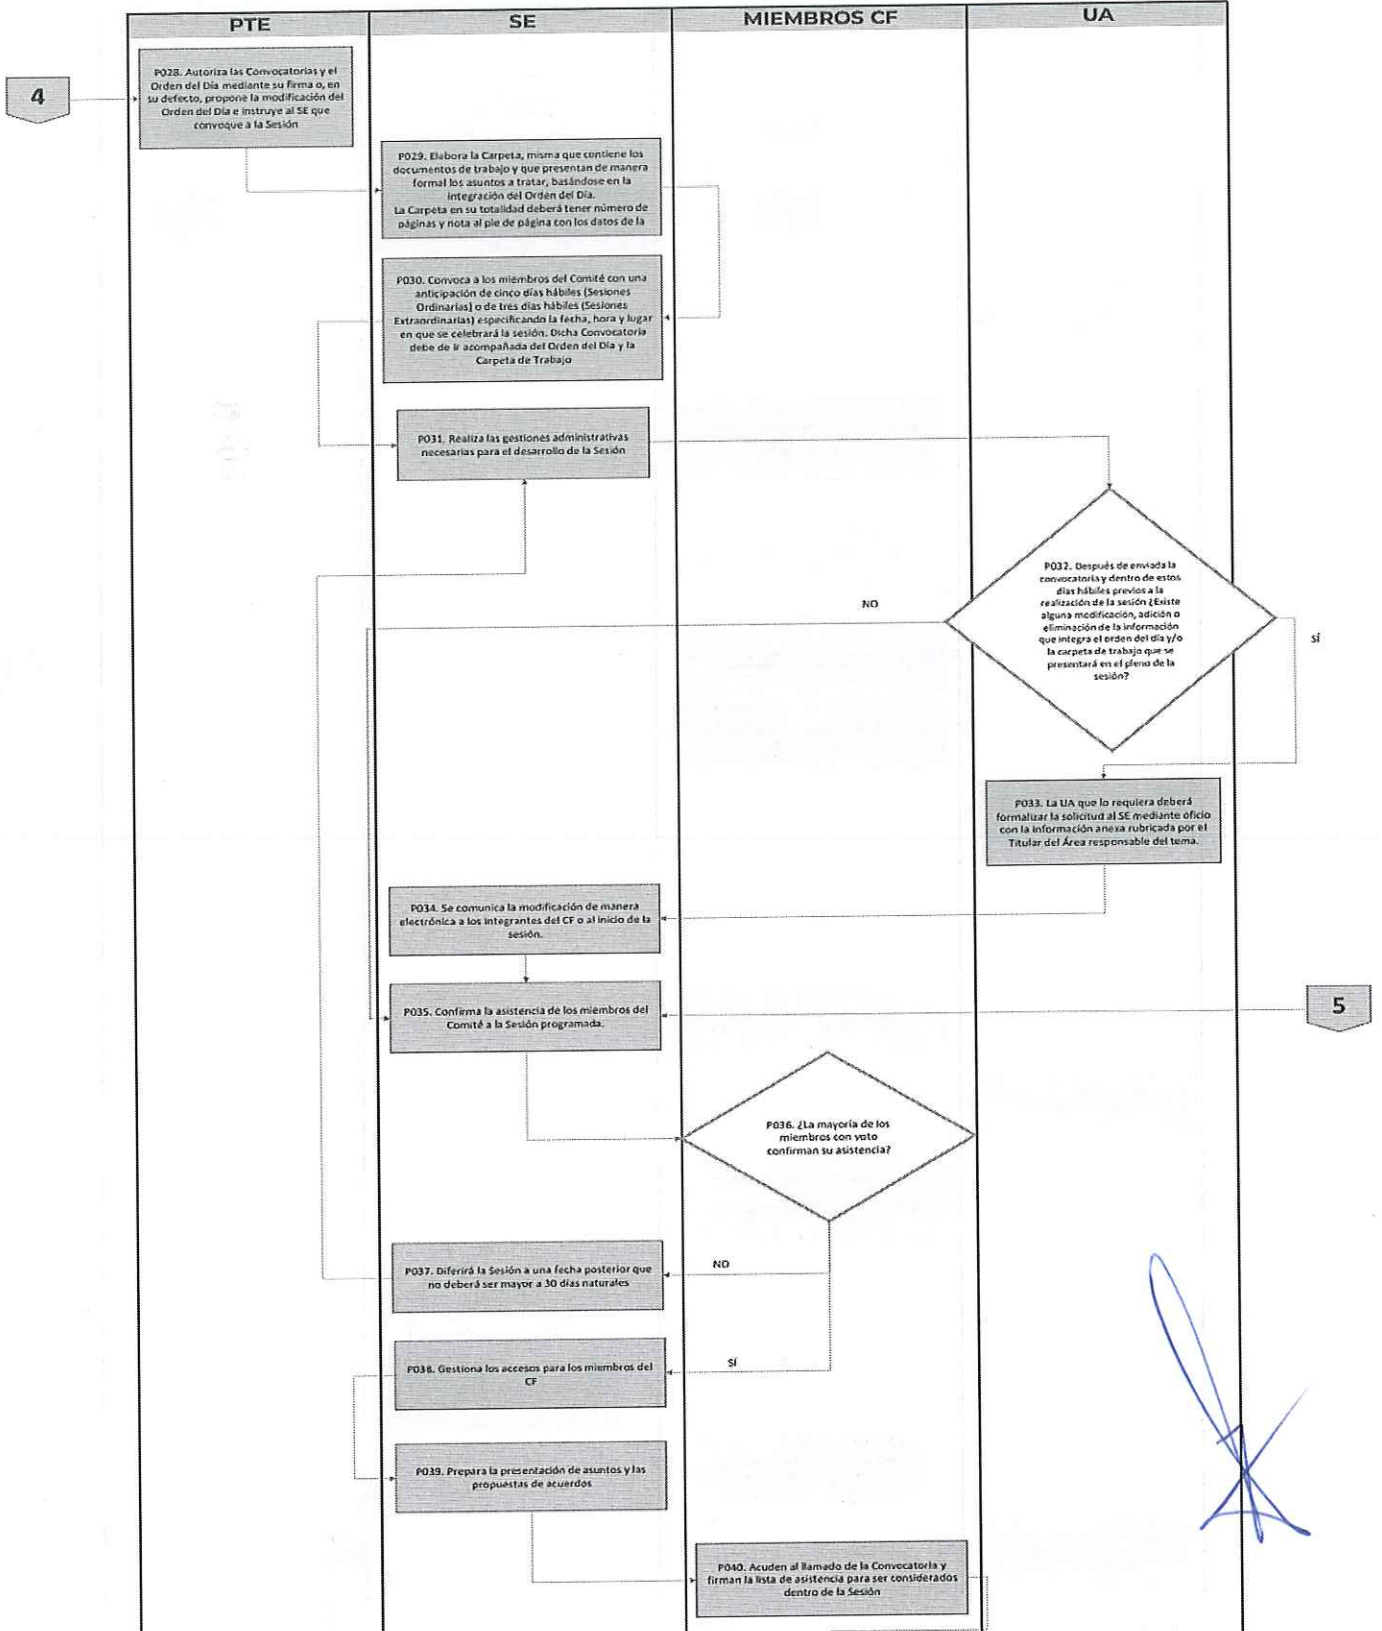 PTE
SE
MIEMBROS CF
UA
4
P028. Autoriza las Convocatorias y el
Orden del Día mediante su firma o, en
su defecto, propone la modificación del
Orden del Día e instruye al SE que
convoque a la Sesión
P029. Elabora la Carpeta, misma que contiene los
documentos de trabajo y que presentan de manera
formal los asuntos a tratar, basándose en la
integración del Orden del Día.
La Carpeta en su totalidad deberá tener número de
páginas y nota al pie de página con los datos de la
P030. Convoca a los miembros del Comité con una
anticipación de cinco días hábiles (Sesiones
Ordinarias) o de tres días hábiles (Sesiones
Extraordinarias) especificando la fecha, hora y lugar
en que se celebrará la sesión. Dicha Convocatoria
debe de ir acompañada del Orden del Día y la
Carpeta de Trabajo
P031. Realiza las gestiones administrativas
necesarias para el desarrollo de la Sesión
P032. Después de enviada la
convocatoria y dentro de estos
días hábiles previos a la
realización de la sesión ¿Existe
alguna modificación, adición o
eliminación de la información
que integra el orden del día y/o
la carpeta de trabajo que se
presentará en el pleno de la
sesión?
NO
SÍ
P033. La UA que lo requiera deberá
formalizar la solicitud al SE mediante oficio
con la información anexa rubricada por el
Titular del Área responsable del tema.
P034. Se comunica la modificación de manera
electrónica a los integrantes del CF o al inicio de la
sesión.
P035. Confirma la asistencia de los miembros del
Comité a la Sesión programada.
5
P036. ¿La mayoría de los
miembros con voto
confirman su asistencia?
P037. Diferirá la Sesión a una fecha posterior que
no deberá ser mayor a 30 días naturales
NO
P038. Gestiona los accesos para los miembros del
CF
SÍ
P039. Prepara la presentación de asuntos y las
propuestas de acuerdos
P040. Acuden al llamado de la Convocatoria y
firman la lista de asistencia para ser considerados
dentro de la Sesión